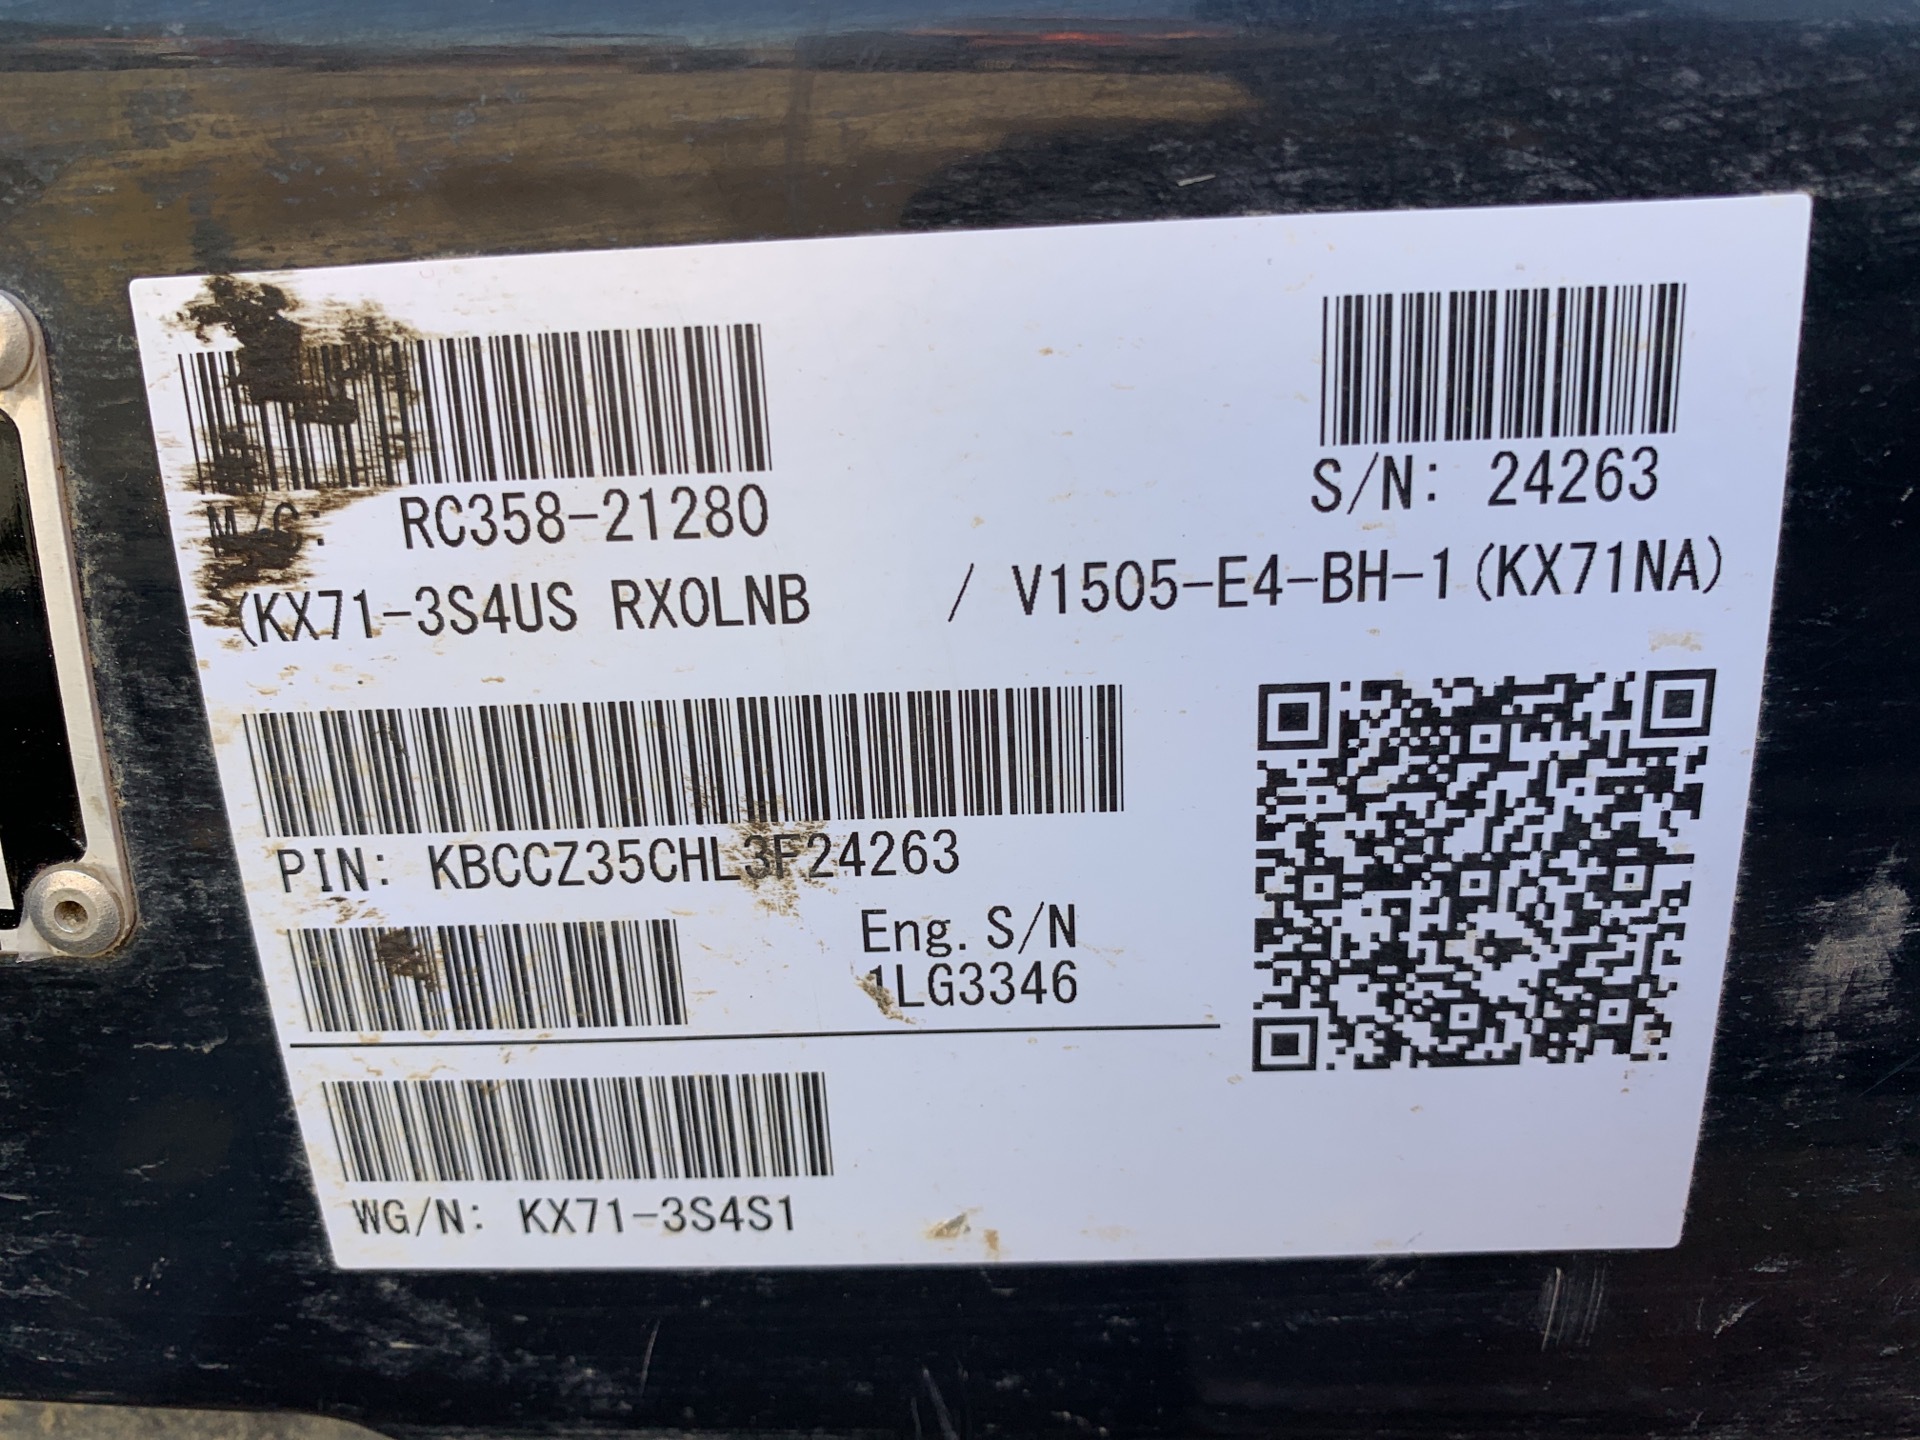 M/C: RC358-21280
S/N: 24263
(KX71-3S4US RX0LNB / V1505-E4-BH-1(KX71NA)
PIN: KBCCZ35CHL3F24263
Eng. S/N
1LG3346
WG/N: KX71-3S4S1